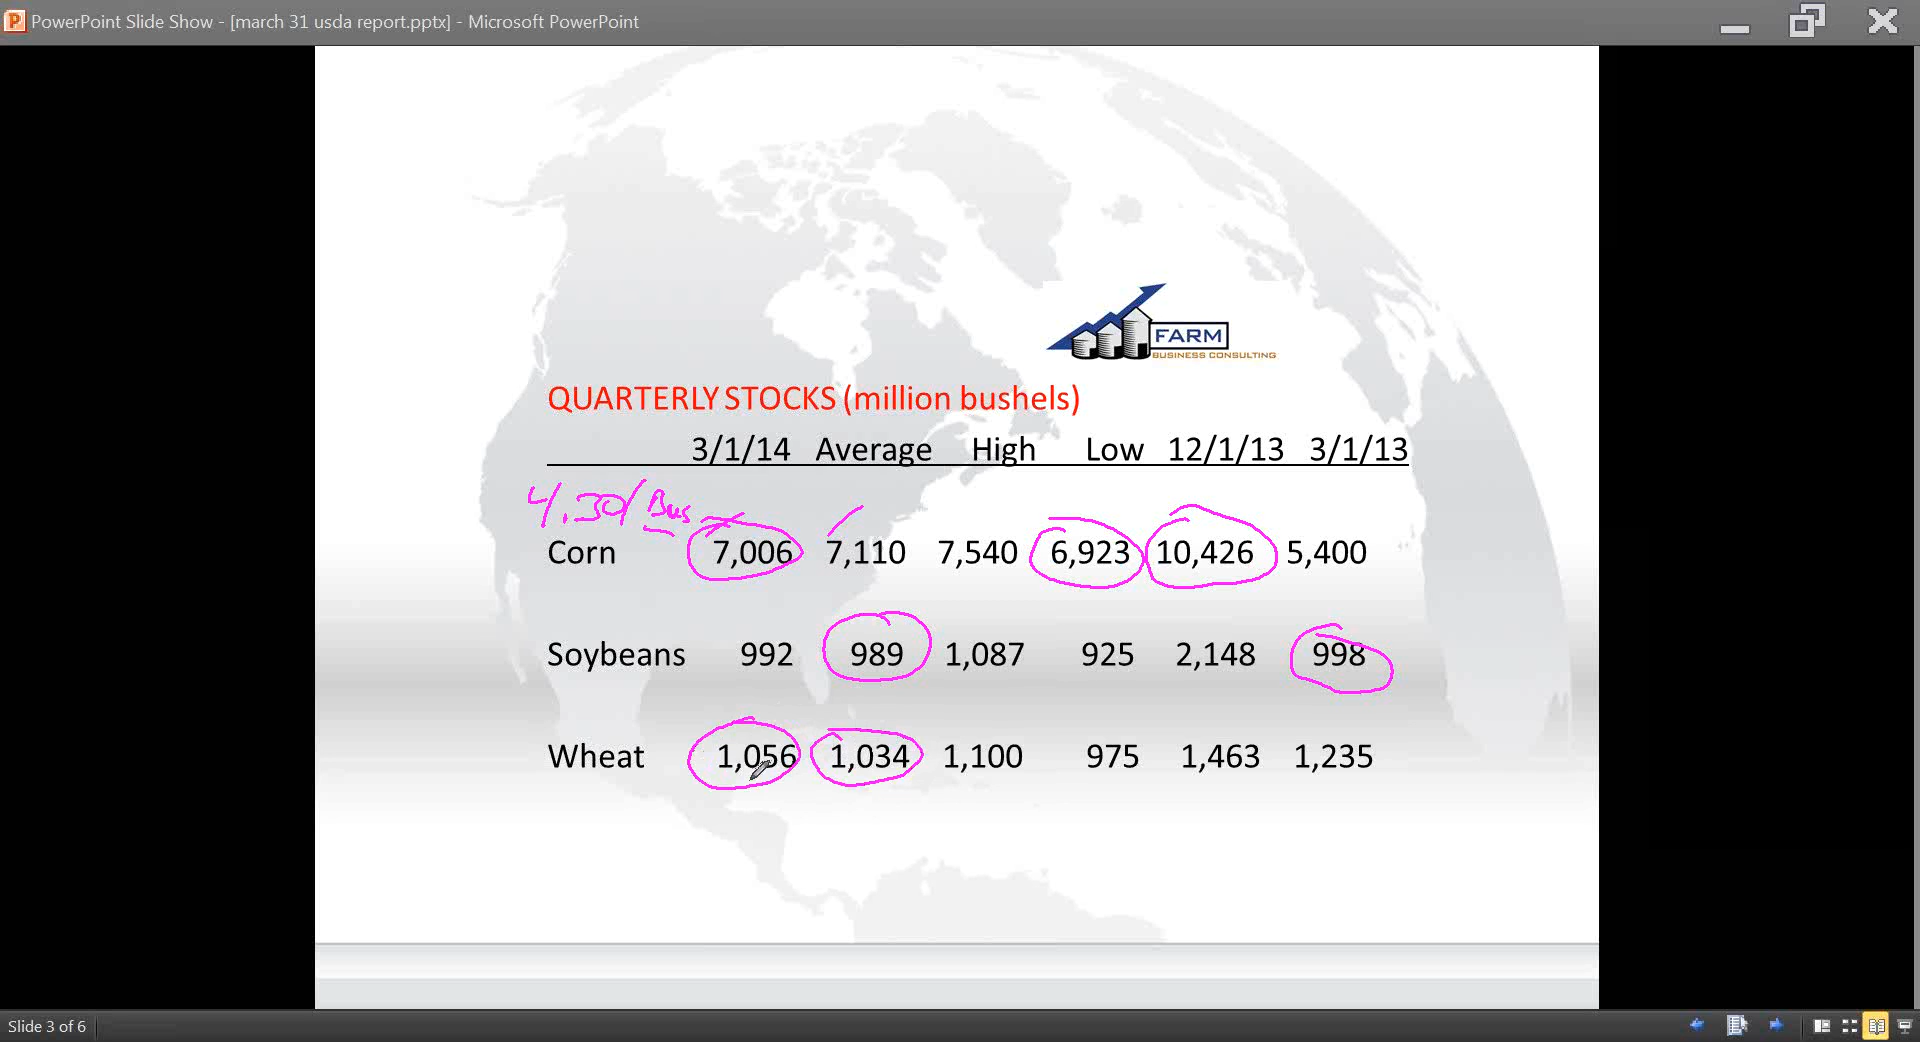 PowerPoint Slide Show - [march 31 usda report.pptx] - Microsoft PowerPoint
FARM
BUSINESS CONSULTING
QUARTERLY STOCKS (million bushels)
3/1/14 Average High Low 12/1/13 3/1/13
4.30/Bus
Corn 7,006 7,110 7,540 6,923 10,426 5,400
Soybeans 992 989 1,087 925 2,148 998
Wheat 1,056 1,034 1,100 975 1,463 1,235
Slide 3 of 6